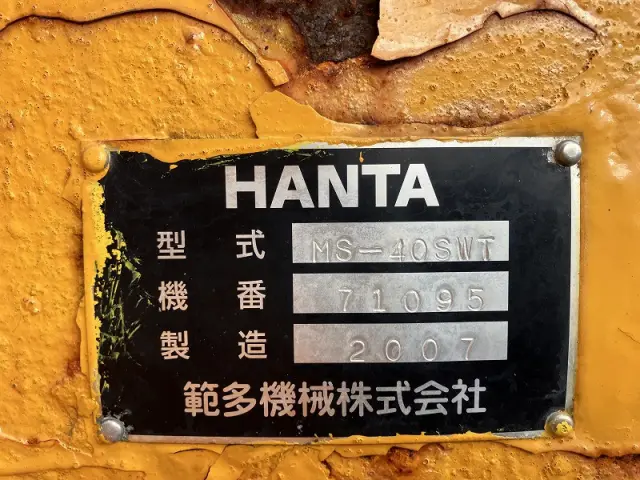 HANTA
型式 MS-40SWT
機番 71095
製造 2007
範多機械株式会社